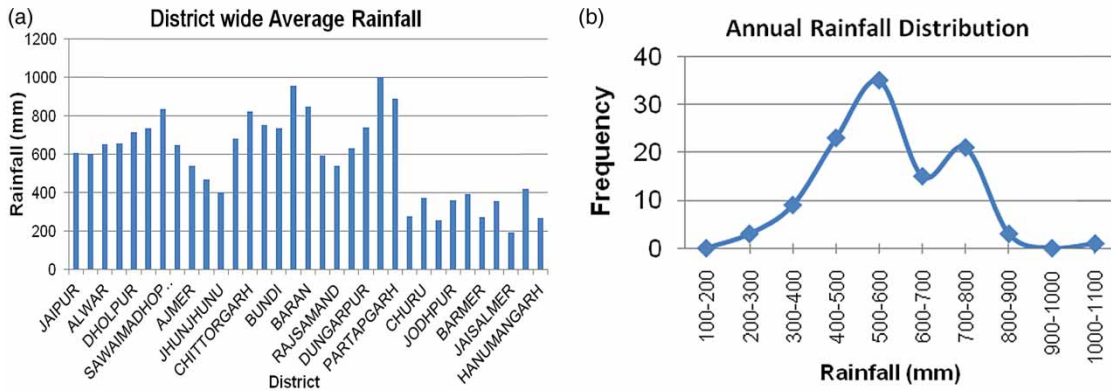 (a)
District wide Average Rainfall
Rainfall (mm)
1200
1000
800
600
400
200
0
JAIPUR
ALWAR
DHOLPUR
SAWAIMADHOP..
AJMER
JHUNJHUNU
CHITTORGARH
BUNDI
BARAN
RAJSAMAND
DUNGARPUR
PARTAPGARH
CHURU
JODHPUR
BARMER
JAISALMER
HANUMANGARH
District
(b)
Annual Rainfall Distribution
Frequency
40
30
20
10
0
100-200
200-300
300-400
400-500
500-600
600-700
700-800
800-900
900-1000
1000-1100
Rainfall (mm)